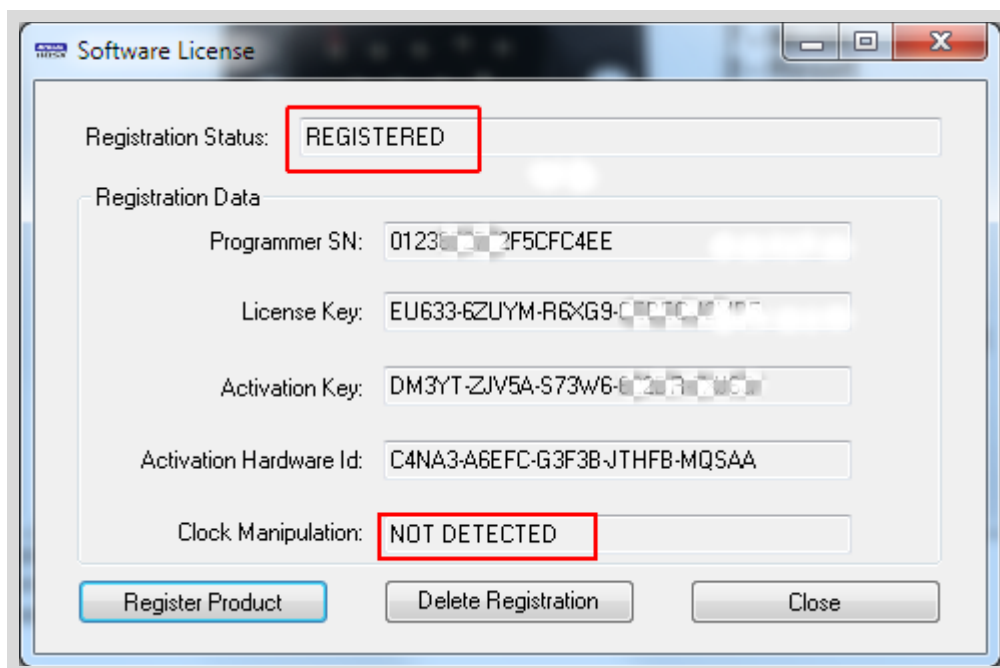 Software License
Registration Status: REGISTERED
Registration Data
Programmer SN: 0123 2F5CFC4EE
License Key: EU633-6ZUYM-R6XG9-
Activation Key: DM3YT-ZJV5A-S73W6-
Activation Hardware Id: C4NA3-A6EFC-G3F3B-JTHFB-MQSAA
Clock Manipulation: NOT DETECTED
Register Product Delete Registration Close